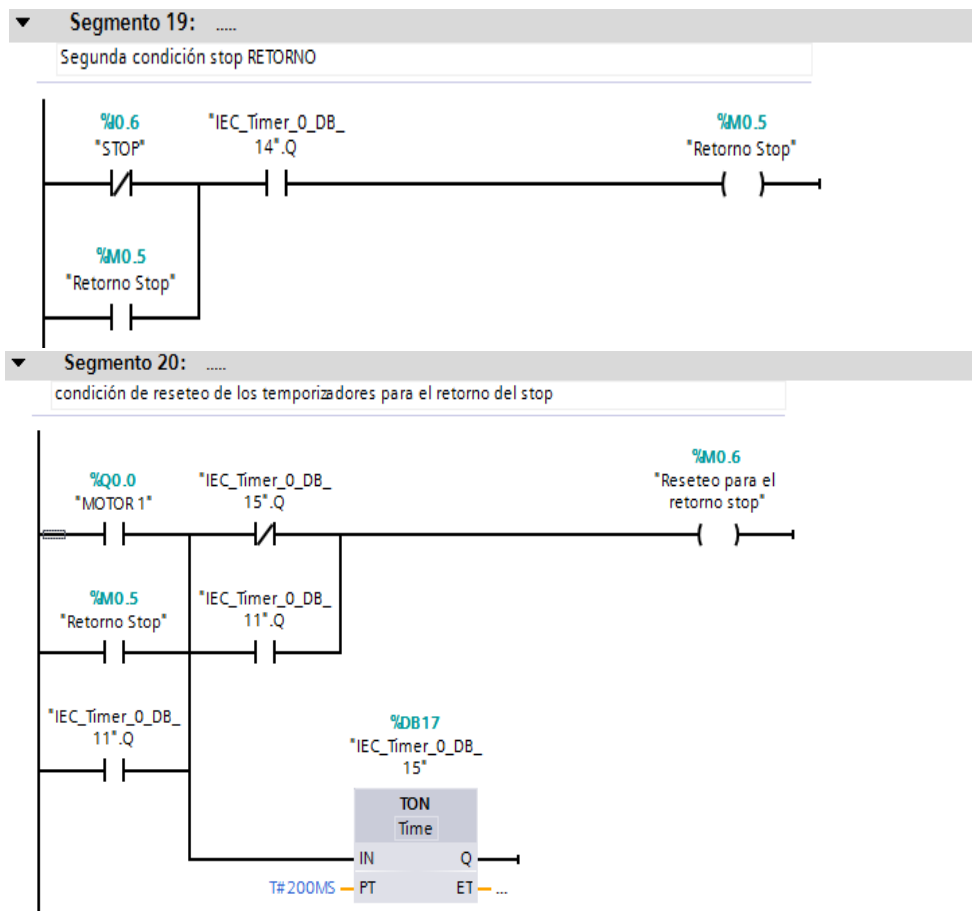 Segmento 19: .....
Segunda condición stop RETORNO
%I0.6
"STOP"
"IEC_Timer_0_DB_
14".Q
%M0.5
"Retorno Stop"
%M0.5
"Retorno Stop"
Segmento 20: .....
condición de reseteo de los temporizadores para el retorno del stop
%Q0.0
"MOTOR 1"
"IEC_Timer_0_DB_
15".Q
%M0.6
"Reseteo para el
retorno stop"
%M0.5
"Retorno Stop"
"IEC_Timer_0_DB_
11".Q
"IEC_Timer_0_DB_
11".Q
%DB17
"IEC_Timer_0_DB_
15"
TON
Time
IN Q
T#200MS PT ET ...